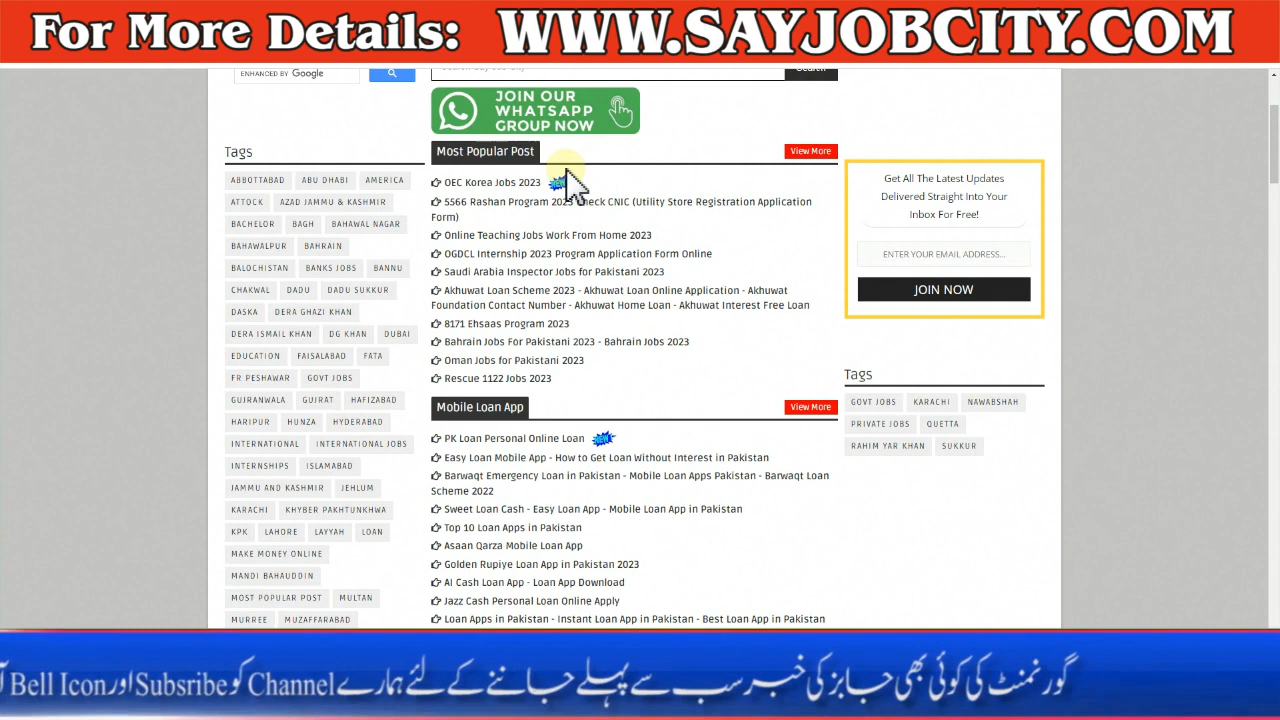 For More Details: WWW.SAYJOBCITY.COM
ENHANCED BY Google
JOIN OUR
WHATSAPP
GROUP NOW
Tags
ABBOTTABAD ABU DHABI AMERICA
ATTOCK AZAD JAMMU & KASHMIR
BACHELOR BAGH BAHAWAL NAGAR
BAHAWALPUR BAHRAIN
BALOCHISTAN BANKS JOBS BANNU
CHAKWAL DADU DADU SUKKUR
DASKA DERA GHAZI KHAN
DERA ISMAIL KHAN DG KHAN DUBAI
EDUCATION FAISALABAD FATA
FR PESHAWAR GOVT JOBS
GUJRANWALA GUJRAT HAFIZABAD
HARIPUR HUNZA HYDERABAD
INTERNATIONAL INTERNATIONAL JOBS
INTERNSHIPS ISLAMABAD
JAMMU AND KASHMIR JEHLUM
KARACHI KHYBER PAKHTUNKHWA
KPK LAHORE LAYYAH LOAN
MAKE MONEY ONLINE
MANDI BAHAUDDIN
MOST POPULAR POST MULTAN
MURREE MUZAFFARABAD
Most Popular Post View More
OEC Korea Jobs 2023 NEW
5566 Rashan Program 2023 Check CNIC (Utility Store Registration Application
Form)
Online Teaching Jobs Work From Home 2023
OGDCL Internship 2023 Program Application Form Online
Saudi Arabia Inspector Jobs for Pakistani 2023
Akhuwat Loan Scheme 2023 - Akhuwat Loan Online Application - Akhuwat
Foundation Contact Number - Akhuwat Home Loan - Akhuwat Interest Free Loan
8171 Ehsaas Program 2023
Bahrain Jobs For Pakistani 2023 - Bahrain Jobs 2023
Oman Jobs for Pakistani 2023
Rescue 1122 Jobs 2023
Mobile Loan App View More
PK Loan Personal Online Loan NEW
Easy Loan Mobile App - How to Get Loan Without Interest in Pakistan
Barwaqt Emergency Loan in Pakistan - Mobile Loan Apps Pakistan - Barwaqt Loan
Scheme 2022
Sweet Loan Cash - Easy Loan App - Mobile Loan App in Pakistan
Top 10 Loan Apps in Pakistan
Asaan Qarza Mobile Loan App
Golden Rupiye Loan App in Pakistan 2023
AI Cash Loan App - Loan App Download
Jazz Cash Personal Loan Online Apply
Loan Apps in Pakistan - Instant Loan App in Pakistan - Best Loan App in Pakistan
Get All The Latest Updates
Delivered Straight Into Your
Inbox For Free!
ENTER YOUR EMAIL ADDRESS...
JOIN NOW
Tags
GOVT JOBS KARACHI NAWABSHAH
PRIVATE JOBS QUETTA
RAHIM YAR KHAN SUKKUR
گورنمنٹ کی کوئی بھی جابز کی خبر سب سے پہلے جاننے کے لئے ہمارے Channel کو Subsribe اور Bell Icon